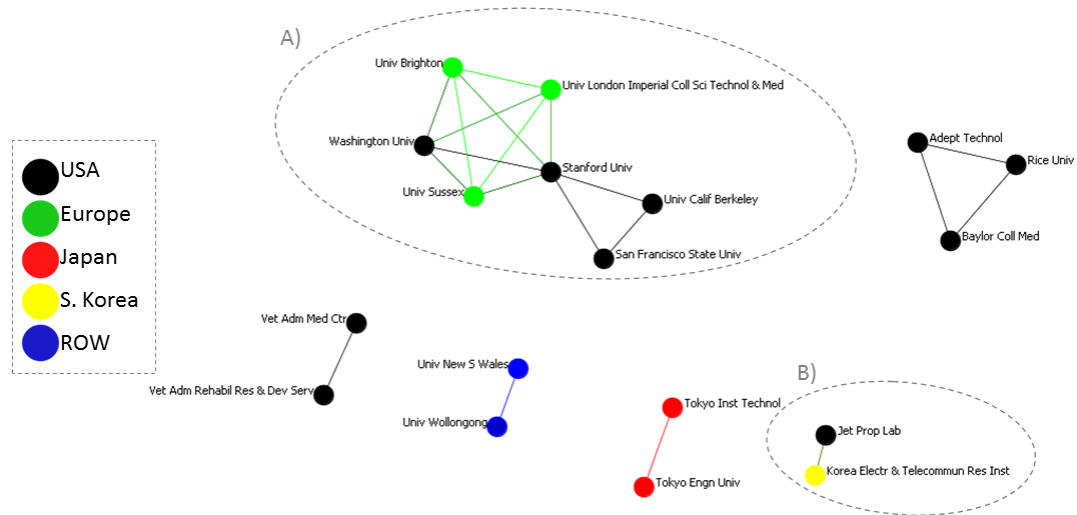 A)
Univ Brighton
Univ London Imperial Coll Sci Technol & Med
Washington Univ
Stanford Univ
Univ Sussex
Univ Calif Berkeley
San Francisco State Univ
Adept Technol
Rice Univ
Baylor Coll Med
USA
Europe
Japan
S. Korea
ROW
Vet Adm Med Ctr
Vet Adm Rehabil Res & Dev Serv
Univ New S Wales
Univ Wollongong
Tokyo Inst Technol
Tokyo Engn Univ
B)
Jet Prop Lab
Korea Electr & Telecommun Res Inst